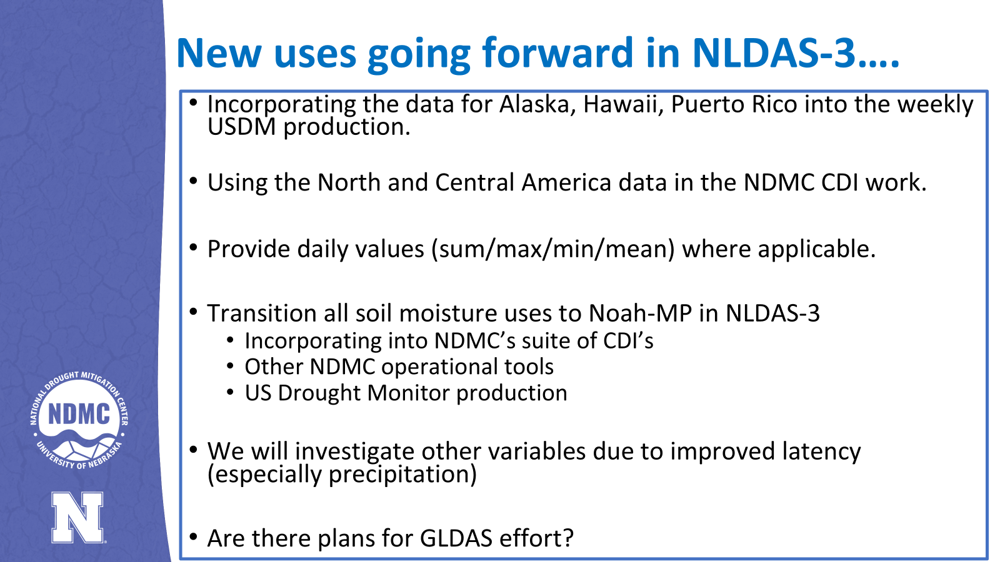 New uses going forward in NLDAS-3….
• Incorporating the data for Alaska, Hawaii, Puerto Rico into the weekly
USDM production.
• Using the North and Central America data in the NDMC CDI work.
• Provide daily values (sum/max/min/mean) where applicable.
• Transition all soil moisture uses to Noah-MP in NLDAS-3
• Incorporating into NDMC’s suite of CDI’s
• Other NDMC operational tools
• US Drought Monitor production
• We will investigate other variables due to improved latency
(especially precipitation)
• Are there plans for GLDAS effort?
NATIONAL DROUGHT MITIGATION CENTER
NDMC
• UNIVERSITY OF NEBRASKA •
N
®